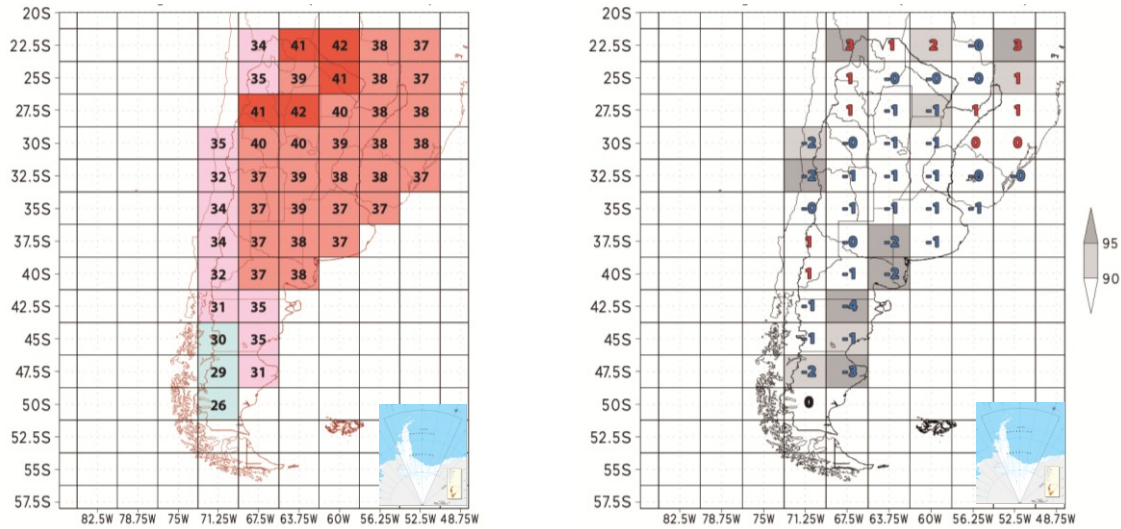 20S
22.5S 34 41 42 38 37
25S 35 39 41 38 37
27.5S 41 42 40 38 38
30S 35 40 40 39 38 38
32.5S 32 37 39 38 38 37
35S 34 37 39 37 37
37.5S 34 37 38 37
40S 32 37 38
42.5S 31 35
45S 30 35
47.5S 29 31
50S 26
52.5S
55S
57.5S
82.5W 78.75W 75W 71.25W 67.5W 63.75W 60W 56.25W 52.5W 48.75W
20S
22.5S 3 1 2 -0 3
25S 1 -0 -0 -0 1
27.5S 1 -1 -1 1 1
30S -2 -0 -1 -1 0 0
32.5S -2 -1 -1 -1 -0 -0
35S -0 -1 -1 -1 -1
37.5S 1 -0 -2 -1
40S 1 -1 -2
42.5S -1 -4
45S -1 -1
47.5S -2 -3
50S 0
52.5S
55S
57.5S
82.5W 78.75W 75W 71.25W 67.5W 63.75W 60W 56.25W 52.5W 48.75W
95
90